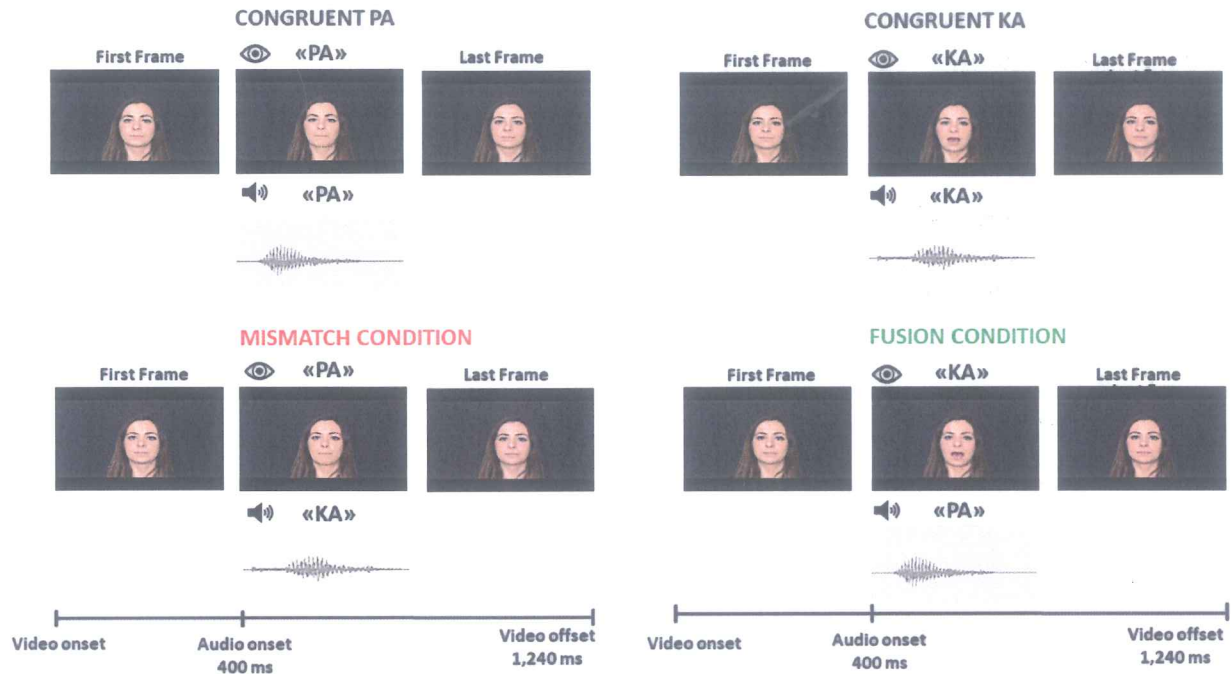 CONGRUENT PA
First Frame
«PA»
Last Frame
«PA»
CONGRUENT KA
First Frame
«KA»
Last Frame
«KA»
MISMATCH CONDITION
First Frame
«PA»
Last Frame
«KA»
Video onset
Audio onset
400 ms
Video offset
1,240 ms
FUSION CONDITION
First Frame
«KA»
Last Frame
«PA»
Video onset
Audio onset
400 ms
Video offset
1,240 ms